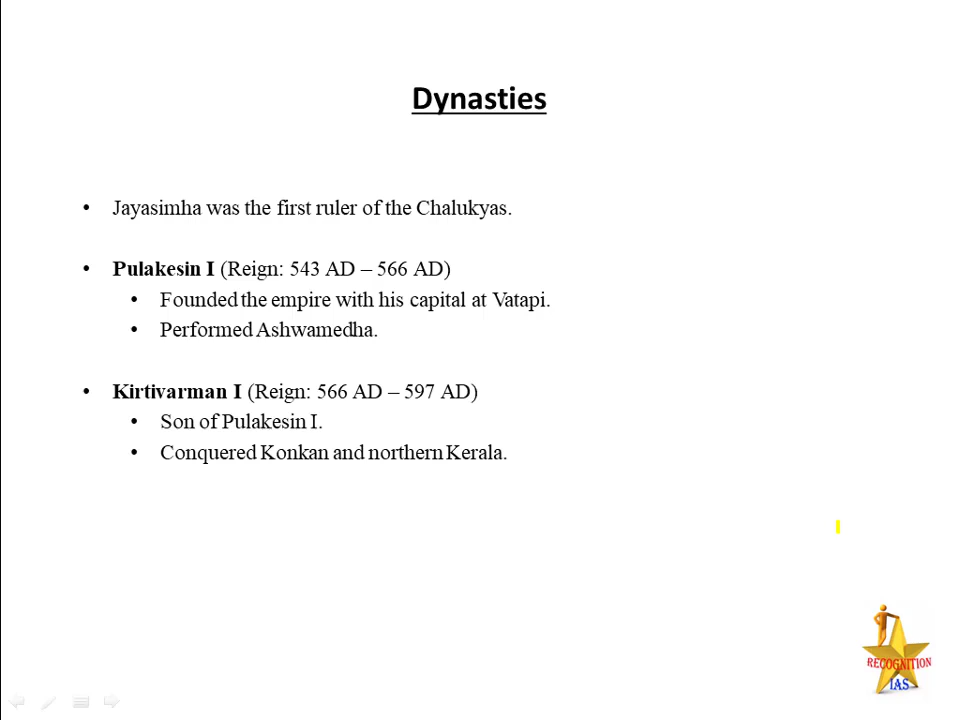 Dynasties
• Jayasimha was the first ruler of the Chalukyas.
• Pulakesin I (Reign: 543 AD – 566 AD)
• Founded the empire with his capital at Vatapi.
• Performed Ashwamedha.
• Kirtivarman I (Reign: 566 AD – 597 AD)
• Son of Pulakesin I.
• Conquered Konkan and northern Kerala.
RECOGNITION
IAS